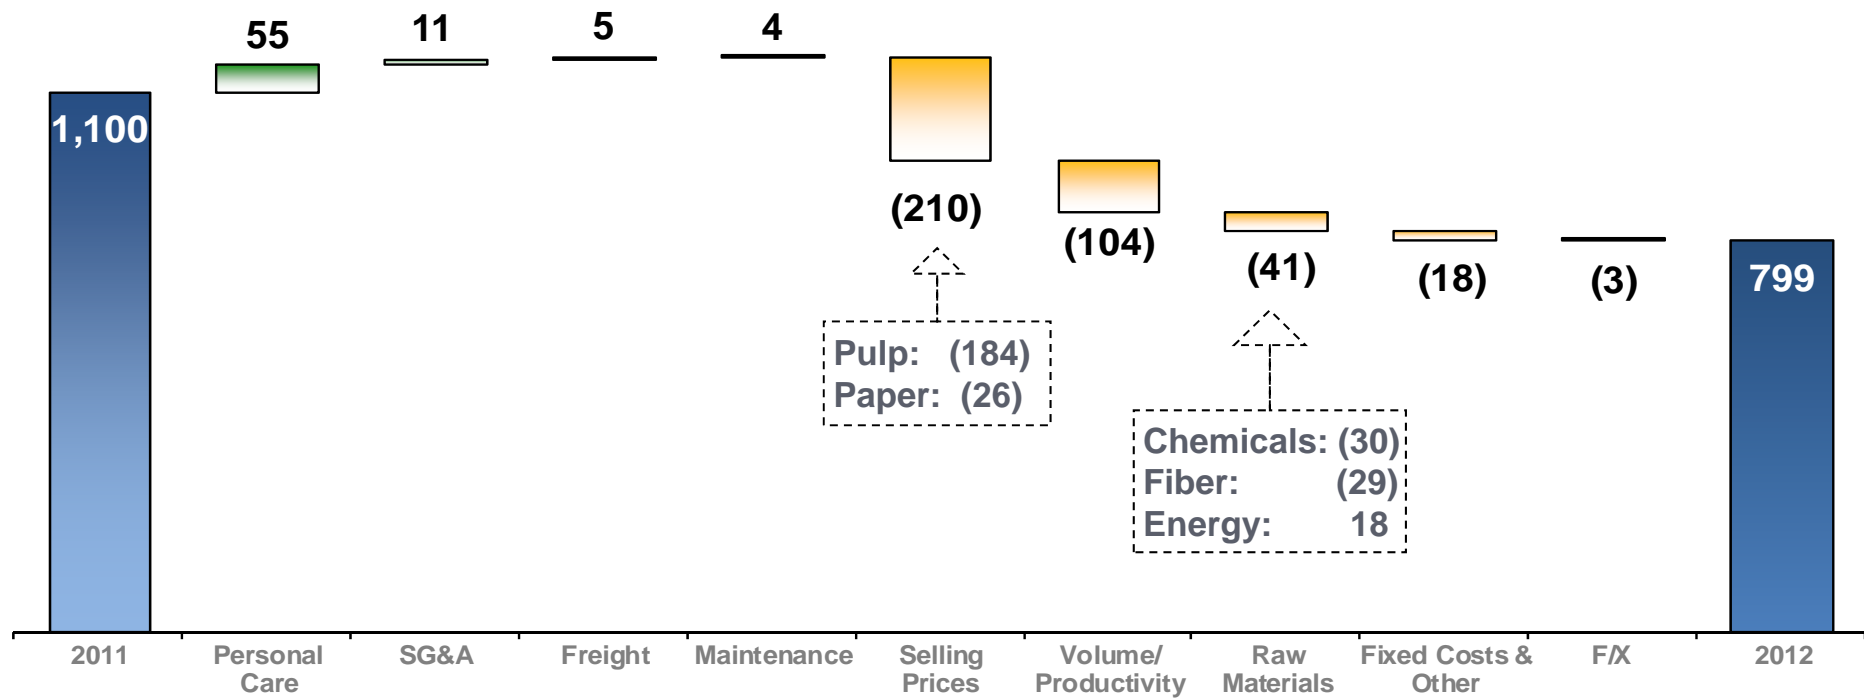 55
11
5
4
1,100
(210)
(104)
(41)
(18)
(3)
799
Pulp: (184)
Paper: (26)
Chemicals: (30)
Fiber: (29)
Energy: 18
2011
Personal
Care
SG&A
Freight
Maintenance
Selling
Prices
Volume/
Productivity
Raw
Materials
Fixed Costs &
Other
F/X
2012